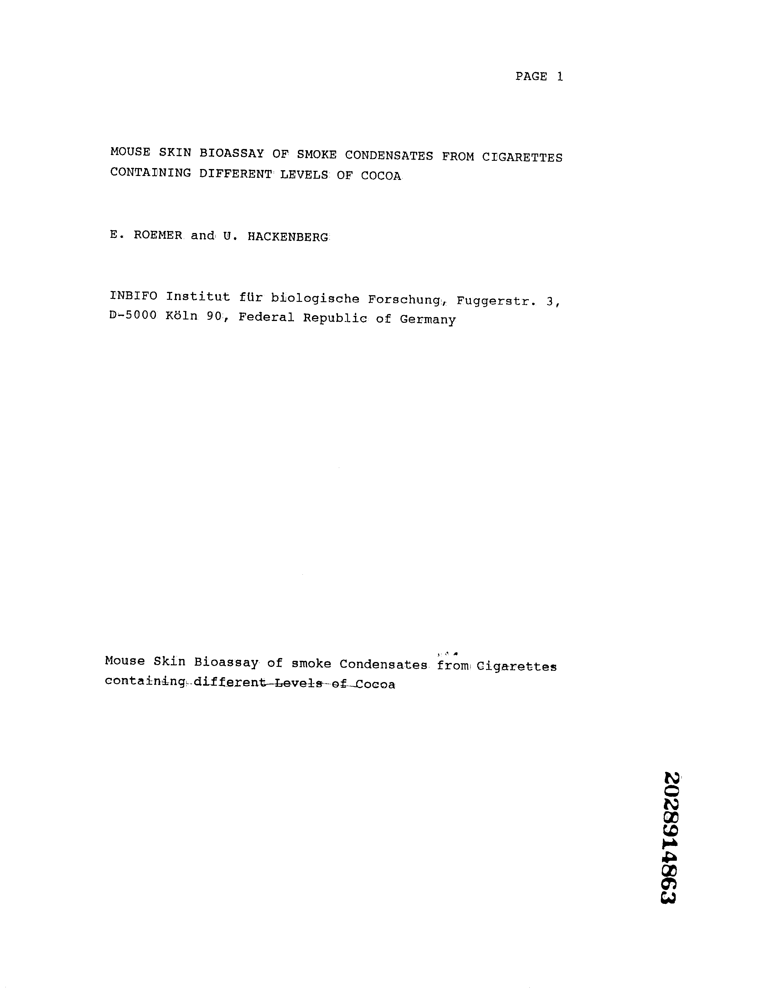 PAGE 1
MOUSE SKIN BIOASSAY OF SMOKE CONDENSATES FROM CIGARETTES
CONTAINING DIFFERENT LEVELS OF COCOA
E. ROEMER and U. HACKENBERG
INBIFO Institut für biologische Forschung, Fuggerstr. 3,
D-5000 Köln 90, Federal Republic of Germany
Mouse Skin Bioassay of smoke Condensates from Cigarettes
containing different Levels of Cocoa
2028914863